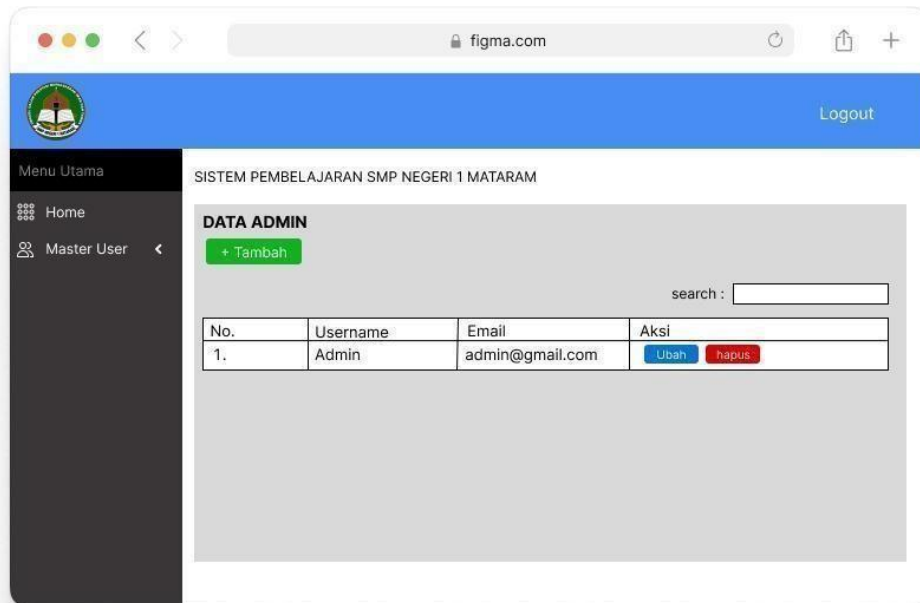 figma.com
Logout
Menu Utama
Home
Master User
SISTEM PEMBELAJARAN SMP NEGERI 1 MATARAM
DATA ADMIN
+ Tambah
search :
No. Username Email Aksi
1. Admin admin@gmail.com Ubah hapus